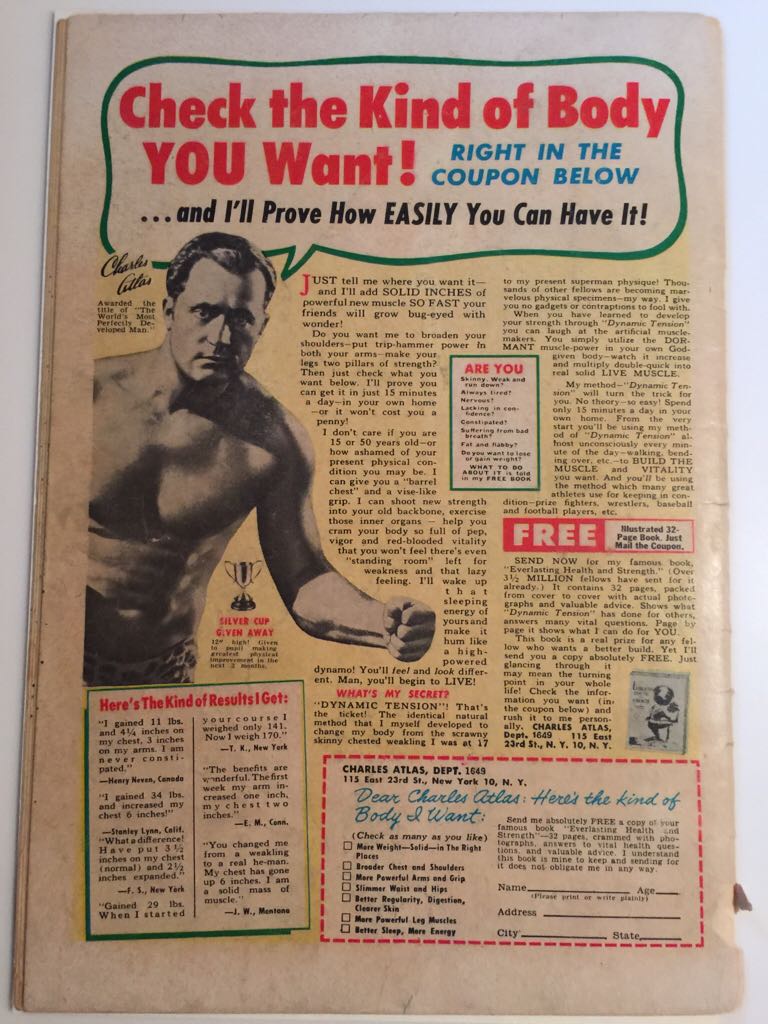 Check the Kind of Body
YOU Want! RIGHT IN THE
COUPON BELOW
...and I'll Prove How EASILY You Can Have It!
Charles
Atlas
Awarded the
title of "The
World's Most
Perfectly De-
veloped Man."
JUST tell me where you want it—
and I'll add SOLID INCHES of
powerful new muscle SO FAST your
friends will grow bug-eyed with
wonder!
Do you want me to broaden your
shoulders—put trip-hammer power in
both your arms—make your
legs two pillars of strength?
Then just check what you
want below. I'll prove you
can get it in just 15 minutes
a day—in your own home
—or it won't cost you a
penny!
I don't care if you are
15 or 50 years old—or
how ashamed of your
present physical con-
dition you may be. I
can give you a "barrel
chest" and a vise-like
grip. I can shoot new strength
into your old backbone, exercise
those inner organs — help you
cram your body so full of pep,
vigor and red-blooded vitality
that you won't feel there's even
"standing room" left for
weakness and that lazy
feeling. I'll wake up
that
sleeping
energy of
yours and
make it
hum like
a high-
powered
dynamo! You'll feel and look differ-
ent. Man, you'll begin to LIVE!
WHAT'S MY SECRET?
"DYNAMIC TENSION"! That's
the ticket! The identical natural
method that I myself developed to
change my body from the scrawny
skinny chested weakling I was at 17
SILVER CUP
GIVEN AWAY
12" high! Given
to pupil making
greatest physical
improvement in the
next 3 months.
to my present superman physique! Thou-
sands of other fellows are becoming mar-
velous physical specimens—my way. I give
you no gadgets or contraptions to fool with.
When you have learned to develop
your strength through "Dynamic Tension"
you can laugh at the artificial muscle-
makers. You simply utilize the DOR-
MANT muscle-power in your own God-
given body—watch it increase
and multiply double-quick into
real solid LIVE MUSCLE.
My method—"Dynamic Ten-
sion" will turn the trick for
you. No theory—so easy! Spend
only 15 minutes a day in your
own home. From the very
start you'll be using my meth-
od of "Dynamic Tension" al-
most unconsciously every min-
ute of the day—walking, bend-
ing over, etc.—to BUILD THE
MUSCLE and VITALITY
you want. And you'll be using
the method which many great
athletes use for keeping in con-
dition—prize fighters, wrestlers, baseball
and football players, etc.
ARE YOU
Skinny, Weak and
run down?
Always tired?
Nervous?
Lacking in con-
fidence?
Constipated?
Suffering from bad
breath?
Fat and flabby?
Do you want to lose
or gain weight?
WHAT TO DO
ABOUT IT is told
in my FREE BOOK
FREE Illustrated 32-
Page Book. Just
Mail the Coupon.
SEND NOW for my famous book,
"Everlasting Health and Strength." (Over
3½ MILLION fellows have sent for it
already.) It contains 32 pages, packed
from cover to cover with actual photo-
graphs and valuable advice. Shows what
"Dynamic Tension" has done for others,
answers many vital questions. Page by
page it shows what I can do for YOU.
This book is a real prize for any fel-
low who wants a better build. Yet I'll
send you a copy absolutely FREE. Just
glancing through it
may mean the turning
point in your whole
life! Check the infor-
mation you want (in
the coupon below) and
rush it to me person-
ally. CHARLES ATLAS,
Dept. 1649 115 East
23rd St., N. Y. 10, N. Y.
Here's the Kind of Results I Get:
"I gained 11 lbs.
and 4¼ inches on
my chest, 3 inches
on my arms. I am
never consti-
pated."
—Henry Neven, Canada
"I gained 34 lbs.
and increased my
chest 6 inches!"
—Stanley Lynn, Calif.
"What a difference!
Have put 3½
inches on my chest
(normal) and 2½
inches expanded."
—F. S., New York
"Gained 29 lbs.
When I started
your course I
weighed only 141.
Now I weigh 170."
—T. K., New York
"The benefits are
wonderful. The first
week my arm in-
creased one inch,
my chest two
inches."
—E. M., Conn.
"You changed me
from a weakling
to a real he-man.
My chest has gone
up 6 inches. I am
a solid mass of
muscle."
—J. W., Montana
CHARLES ATLAS, DEPT. 1649
115 East 23rd St., New York 10, N. Y.
Dear Charles Atlas: Here's the kind of
Body I Want:
(Check as many as you like)
More Weight—Solid—in The Right
Places
Broader Chest and Shoulders
More Powerful Arms and Grip
Slimmer Waist and Hips
Better Regularity, Digestion,
Clearer Skin
More Powerful Leg Muscles
Better Sleep, More Energy
Send me absolutely FREE a copy of your
famous book "Everlasting Health and
Strength"—32 pages, crammed with pho-
tographs, answers to vital health ques-
tions, and valuable advice. I understand
this book is mine to keep and sending for
it does not obligate me in any way.
Name Age
(Please print or write plainly)
Address
City State